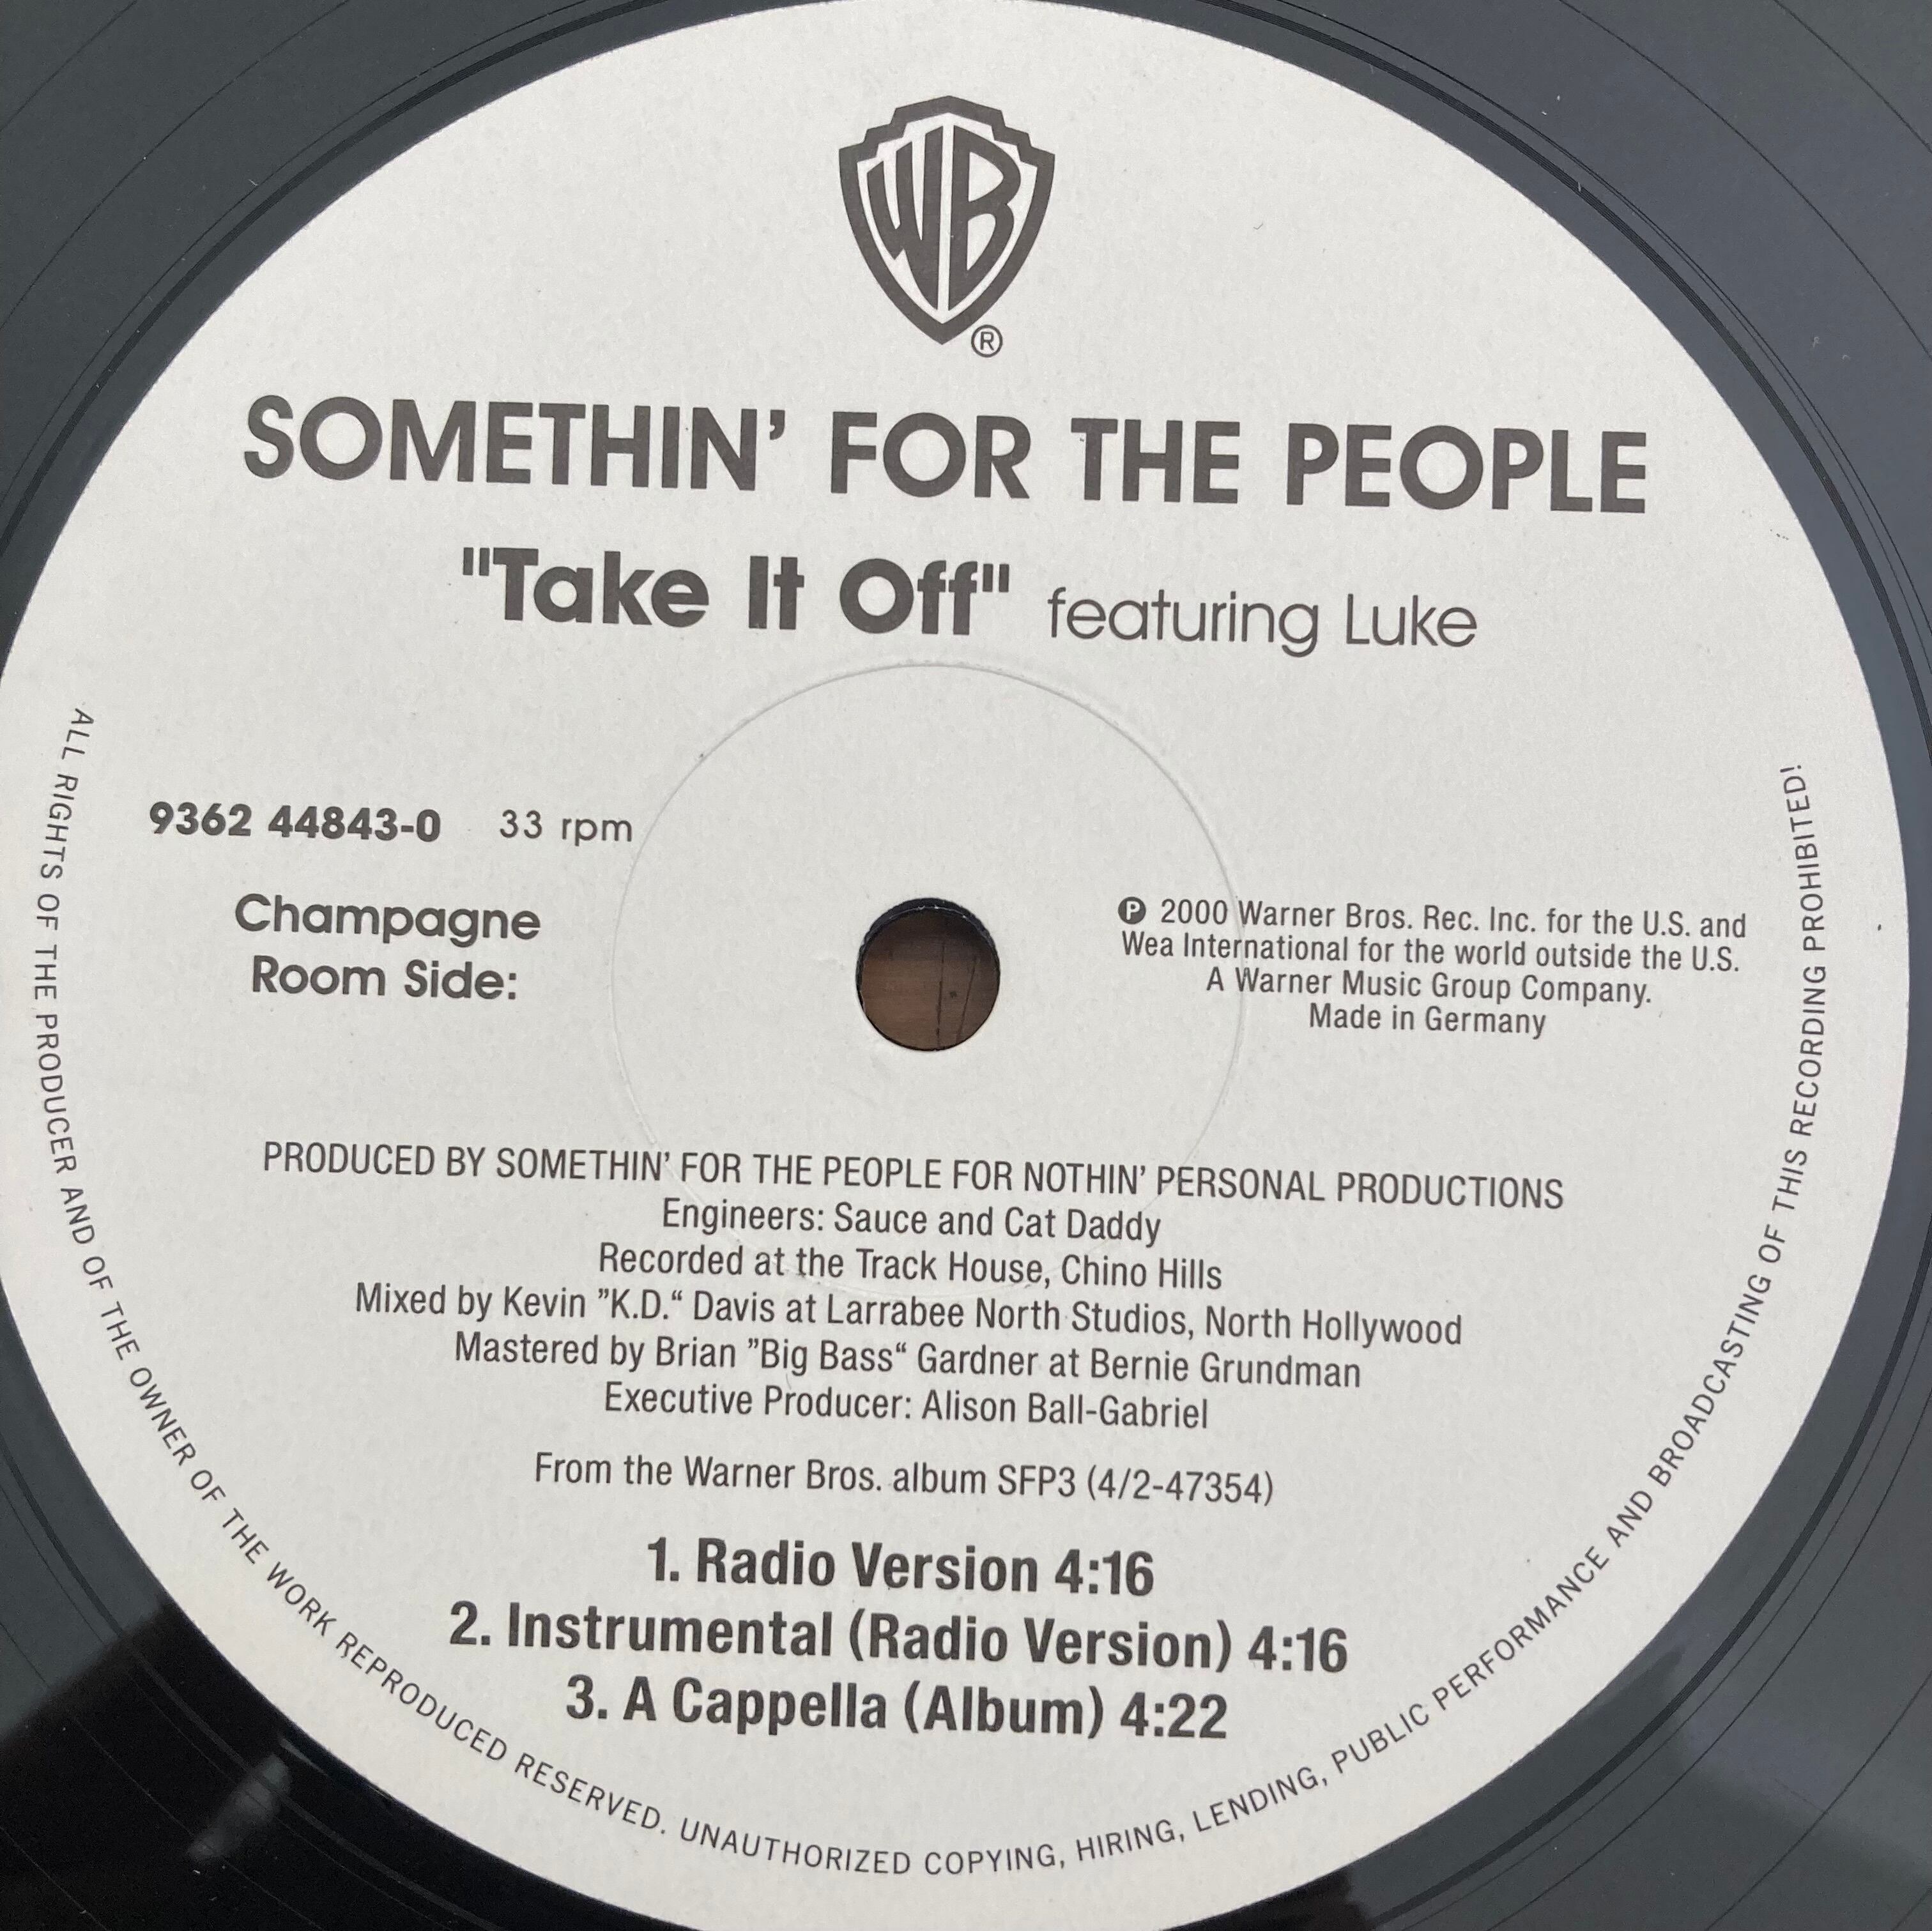 WB
®
SOMETHIN’ FOR THE PEOPLE
"Take It Off" featuring Luke
9362 44843-0 33 rpm
Champagne
Room Side:
℗ 2000 Warner Bros. Rec. Inc. for the U.S. and
Wea International for the world outside the U.S.
A Warner Music Group Company.
Made in Germany
PRODUCED BY SOMETHIN’ FOR THE PEOPLE FOR NOTHIN’ PERSONAL PRODUCTIONS
Engineers: Sauce and Cat Daddy
Recorded at the Track House, Chino Hills
Mixed by Kevin ”K.D.“ Davis at Larrabee North Studios, North Hollywood
Mastered by Brian ”Big Bass“ Gardner at Bernie Grundman
Executive Producer: Alison Ball-Gabriel
From the Warner Bros. album SFP3 (4/2-47354)
1. Radio Version 4:16
2. Instrumental (Radio Version) 4:16
3. A Cappella (Album) 4:22
ALL RIGHTS OF THE PRODUCER AND OF THE OWNER OF THE WORK REPRODUCED RESERVED. UNAUTHORIZED COPYING, HIRING, LENDING, PUBLIC PERFORMANCE AND BROADCASTING OF THIS RECORDING PROHIBITED!